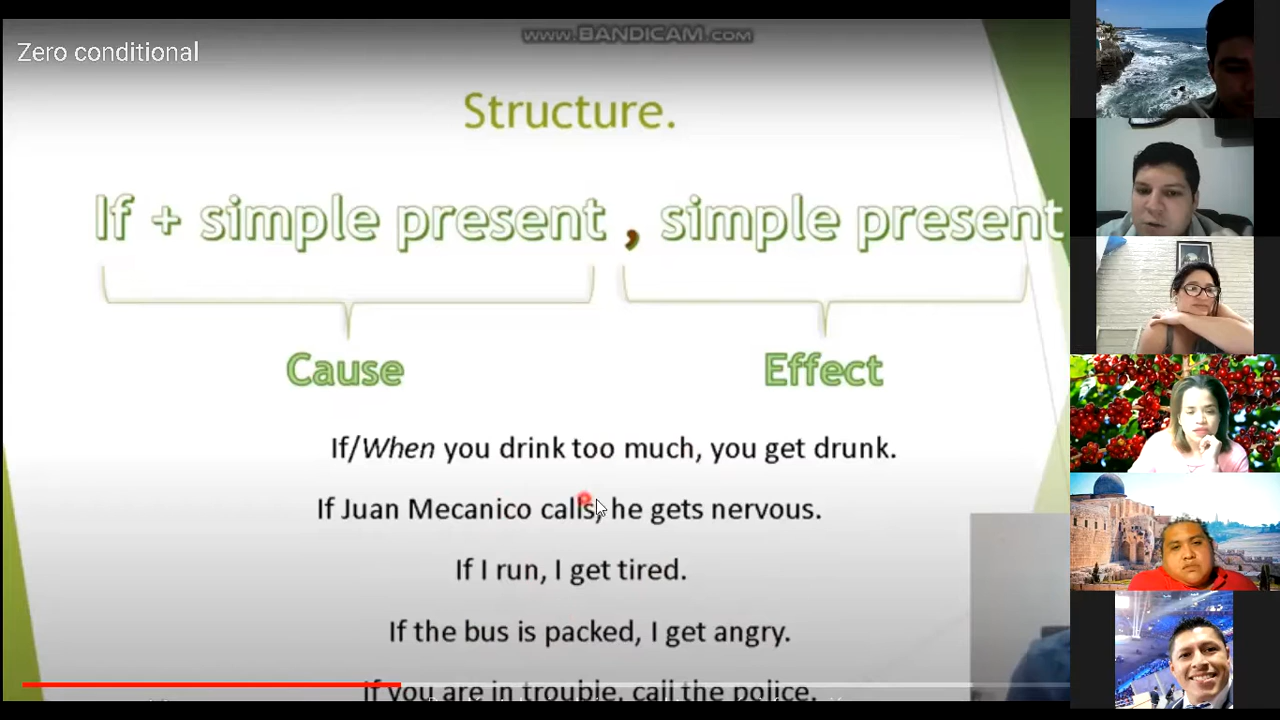 www.BANDICAM.com
Zero conditional
Structure.
If + simple present , simple present
Cause Effect
If/When you drink too much, you get drunk.
If Juan Mecanico calls, he gets nervous.
If I run, I get tired.
If the bus is packed, I get angry.
If you are in trouble, call the police.